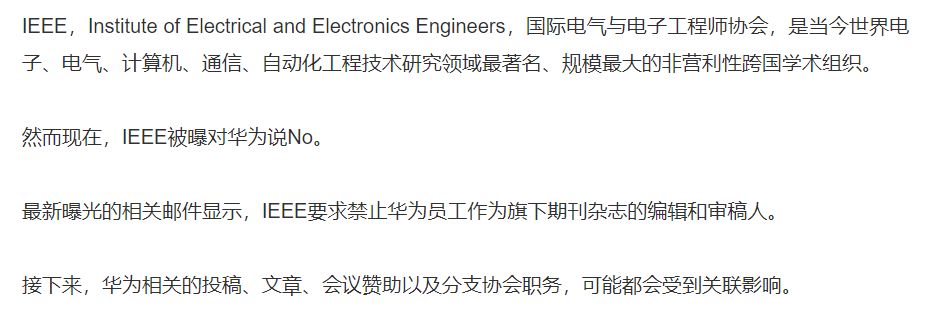 IEEE，Institute of Electrical and Electronics Engineers，国际电气与电子工程师协会，是当今世界电
子、电气、计算机、通信、自动化工程技术研究领域最著名、规模最大的非营利性跨国学术组织。
然而现在，IEEE被曝对华为说No。
最新曝光的相关邮件显示，IEEE要求禁止华为员工作为旗下期刊杂志的编辑和审稿人。
接下来，华为相关的投稿、文章、会议赞助以及分支协会职务，可能都会受到关联影响。